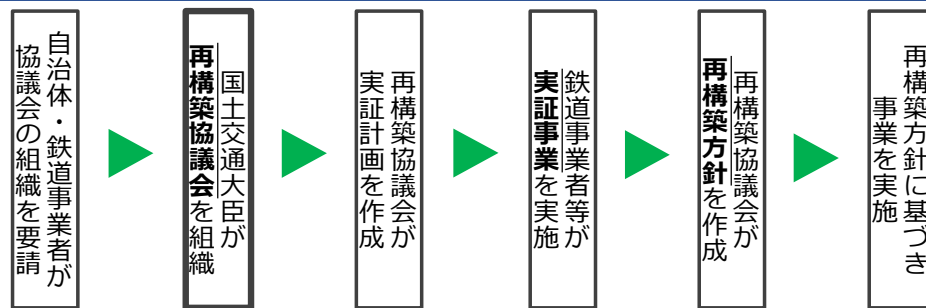 自治体・鉄道事業者が
協議会の組織を要請
国土交通大臣が
再構築協議会を組織
再構築協議会が
実証計画を作成
鉄道事業者等が
実証事業を実施
再構築協議会が
再構築方針を作成
再構築方針に基づき
事業を実施